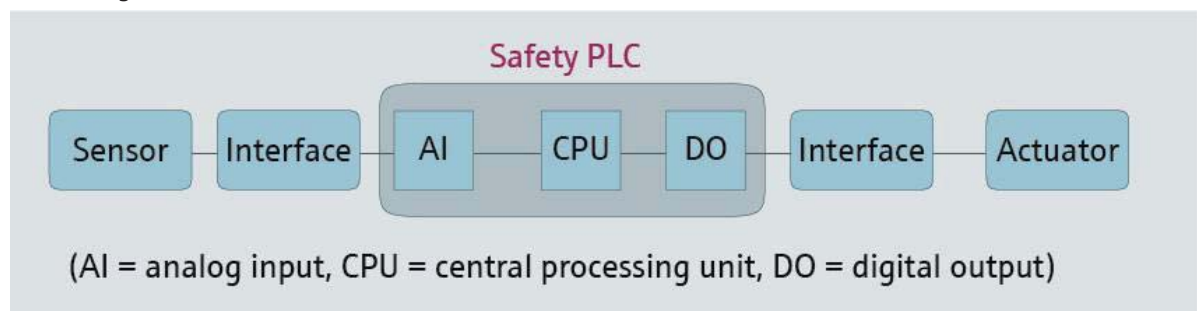 Safety PLC
Sensor Interface AI CPU DO Interface Actuator
(AI = analog input, CPU = central processing unit, DO = digital output)